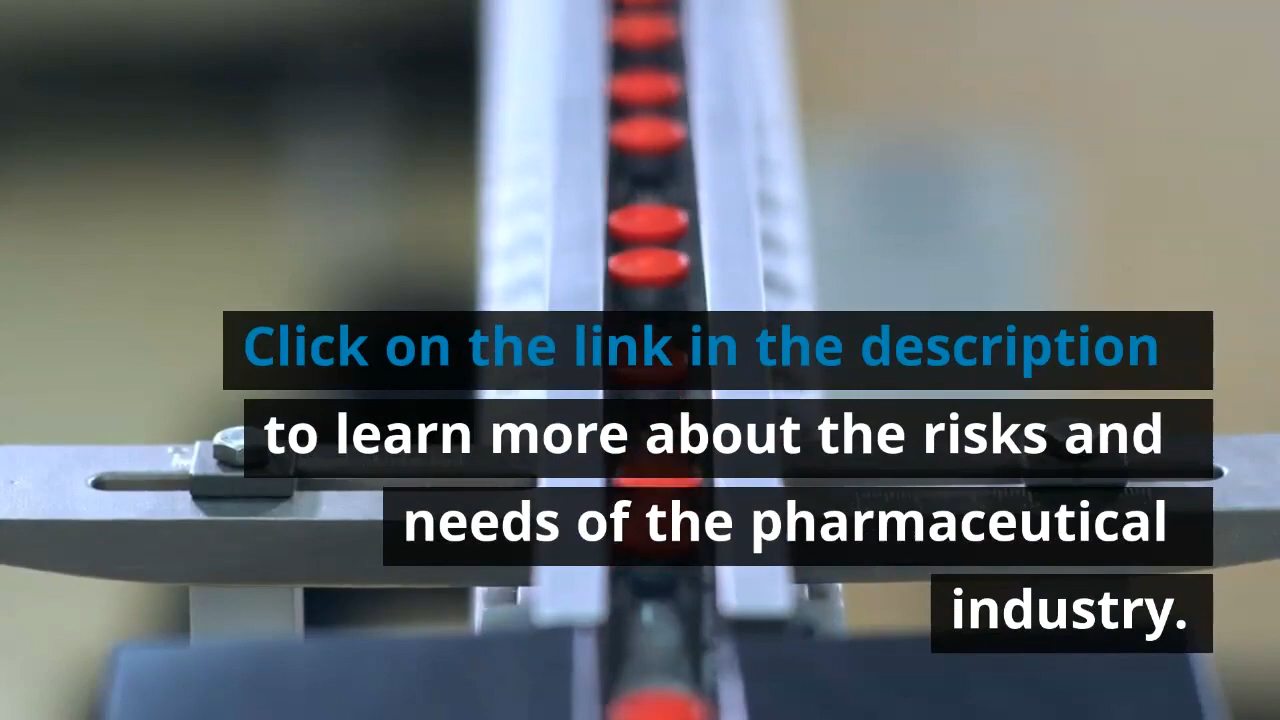 Click on the link in the description
to learn more about the risks and
needs of the pharmaceutical
industry.